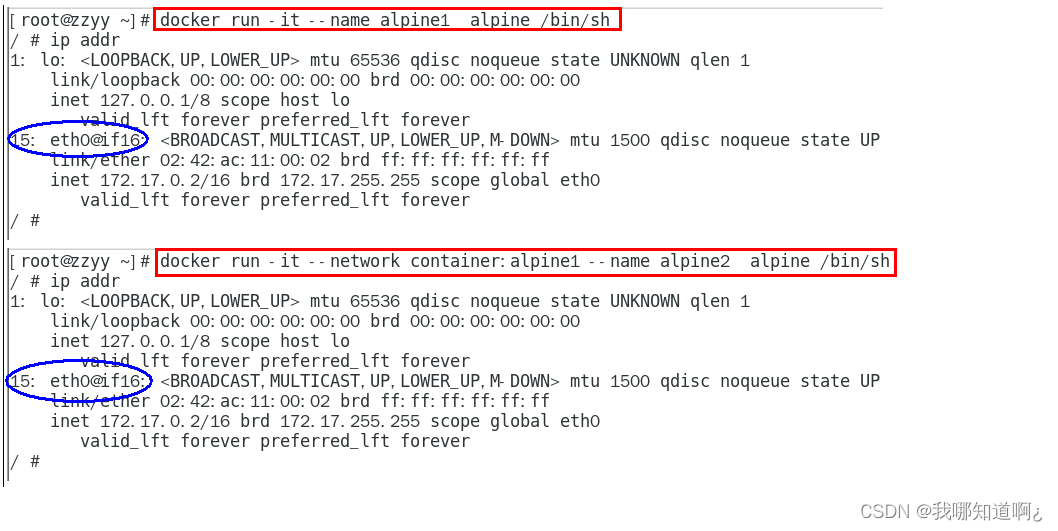 [root@zzyy ~]# docker run -it --name alpine1  alpine /bin/sh
/ # ip addr
1: lo: <LOOPBACK,UP,LOWER_UP> mtu 65536 qdisc noqueue state UNKNOWN qlen 1
    link/loopback 00:00:00:00:00:00 brd 00:00:00:00:00:00
    inet 127.0.0.1/8 scope host lo
       valid_lft forever preferred_lft forever
15: eth0@if16: <BROADCAST,MULTICAST,UP,LOWER_UP,M-DOWN> mtu 1500 qdisc noqueue state UP
    link/ether 02:42:ac:11:00:02 brd ff:ff:ff:ff:ff:ff
    inet 172.17.0.2/16 brd 172.17.255.255 scope global eth0
       valid_lft forever preferred_lft forever
/ #
[root@zzyy ~]# docker run -it --network container:alpine1 --name alpine2  alpine /bin/sh
/ # ip addr
1: lo: <LOOPBACK,UP,LOWER_UP> mtu 65536 qdisc noqueue state UNKNOWN qlen 1
    link/loopback 00:00:00:00:00:00 brd 00:00:00:00:00:00
    inet 127.0.0.1/8 scope host lo
       valid_lft forever preferred_lft forever
15: eth0@if16: <BROADCAST,MULTICAST,UP,LOWER_UP,M-DOWN> mtu 1500 qdisc noqueue state UP
    link/ether 02:42:ac:11:00:02 brd ff:ff:ff:ff:ff:ff
    inet 172.17.0.2/16 brd 172.17.255.255 scope global eth0
       valid_lft forever preferred_lft forever
/ #
CSDN @我哪知道啊¿